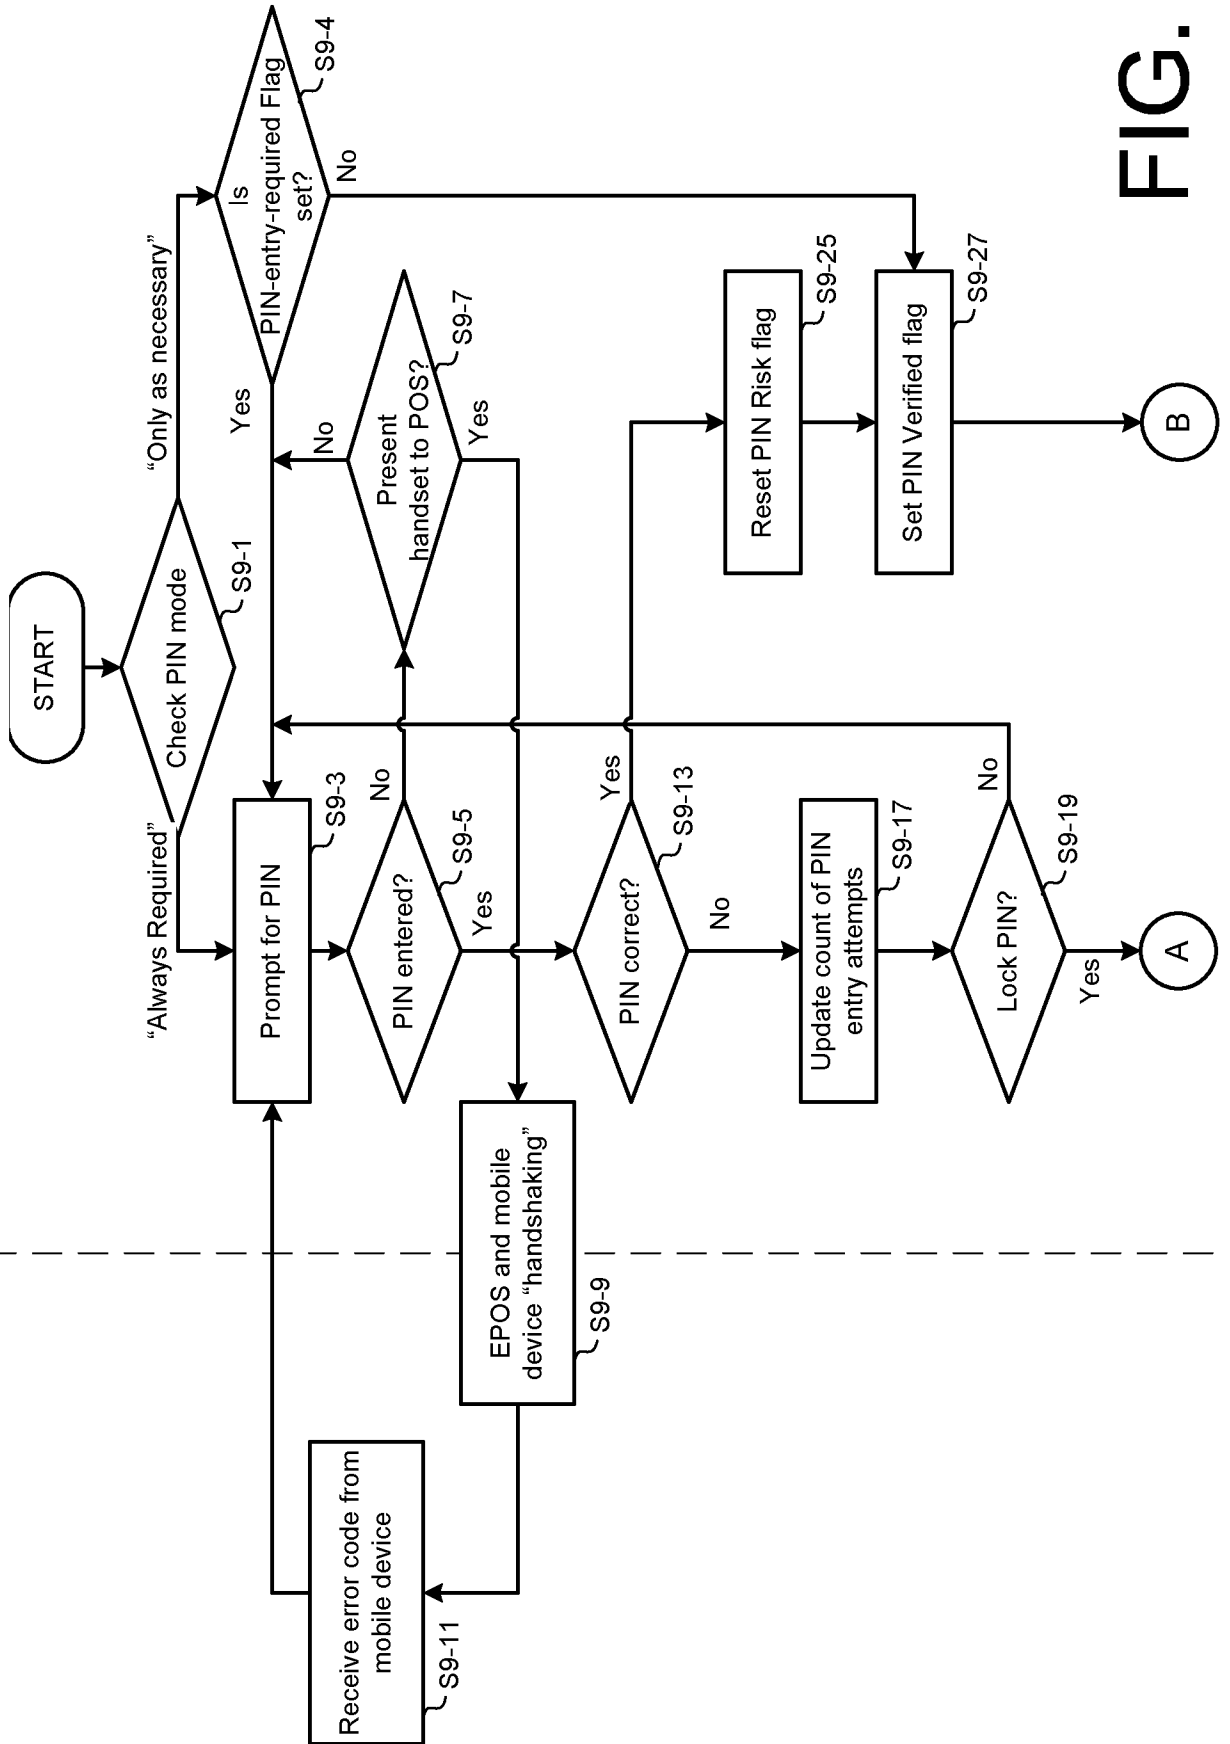 START
Check PIN mode
S9-1
“Always Required”
“Only as necessary”
Is
PIN-entry-required Flag
set?
S9-4
Yes
No
Prompt for PIN
S9-3
PIN entered?
S9-5
No
Yes
Present
handset to POS?
S9-7
No
Yes
EPOS and mobile
device “handshaking”
S9-9
Receive error code from
mobile device
S9-11
PIN correct?
S9-13
Yes
No
Update count of PIN
entry attempts
S9-17
Lock PIN?
S9-19
No
Yes
A
Reset PIN Risk flag
S9-25
Set PIN Verified flag
S9-27
B
FIG.